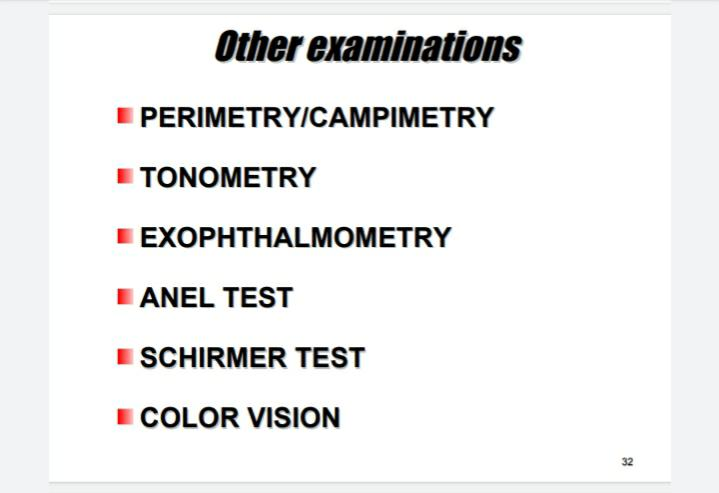 Other examinations
PERIMETRY/CAMPIMETRY
TONOMETRY
EXOPHTHALMOMETRY
ANEL TEST
SCHIRMER TEST
COLOR VISION
32